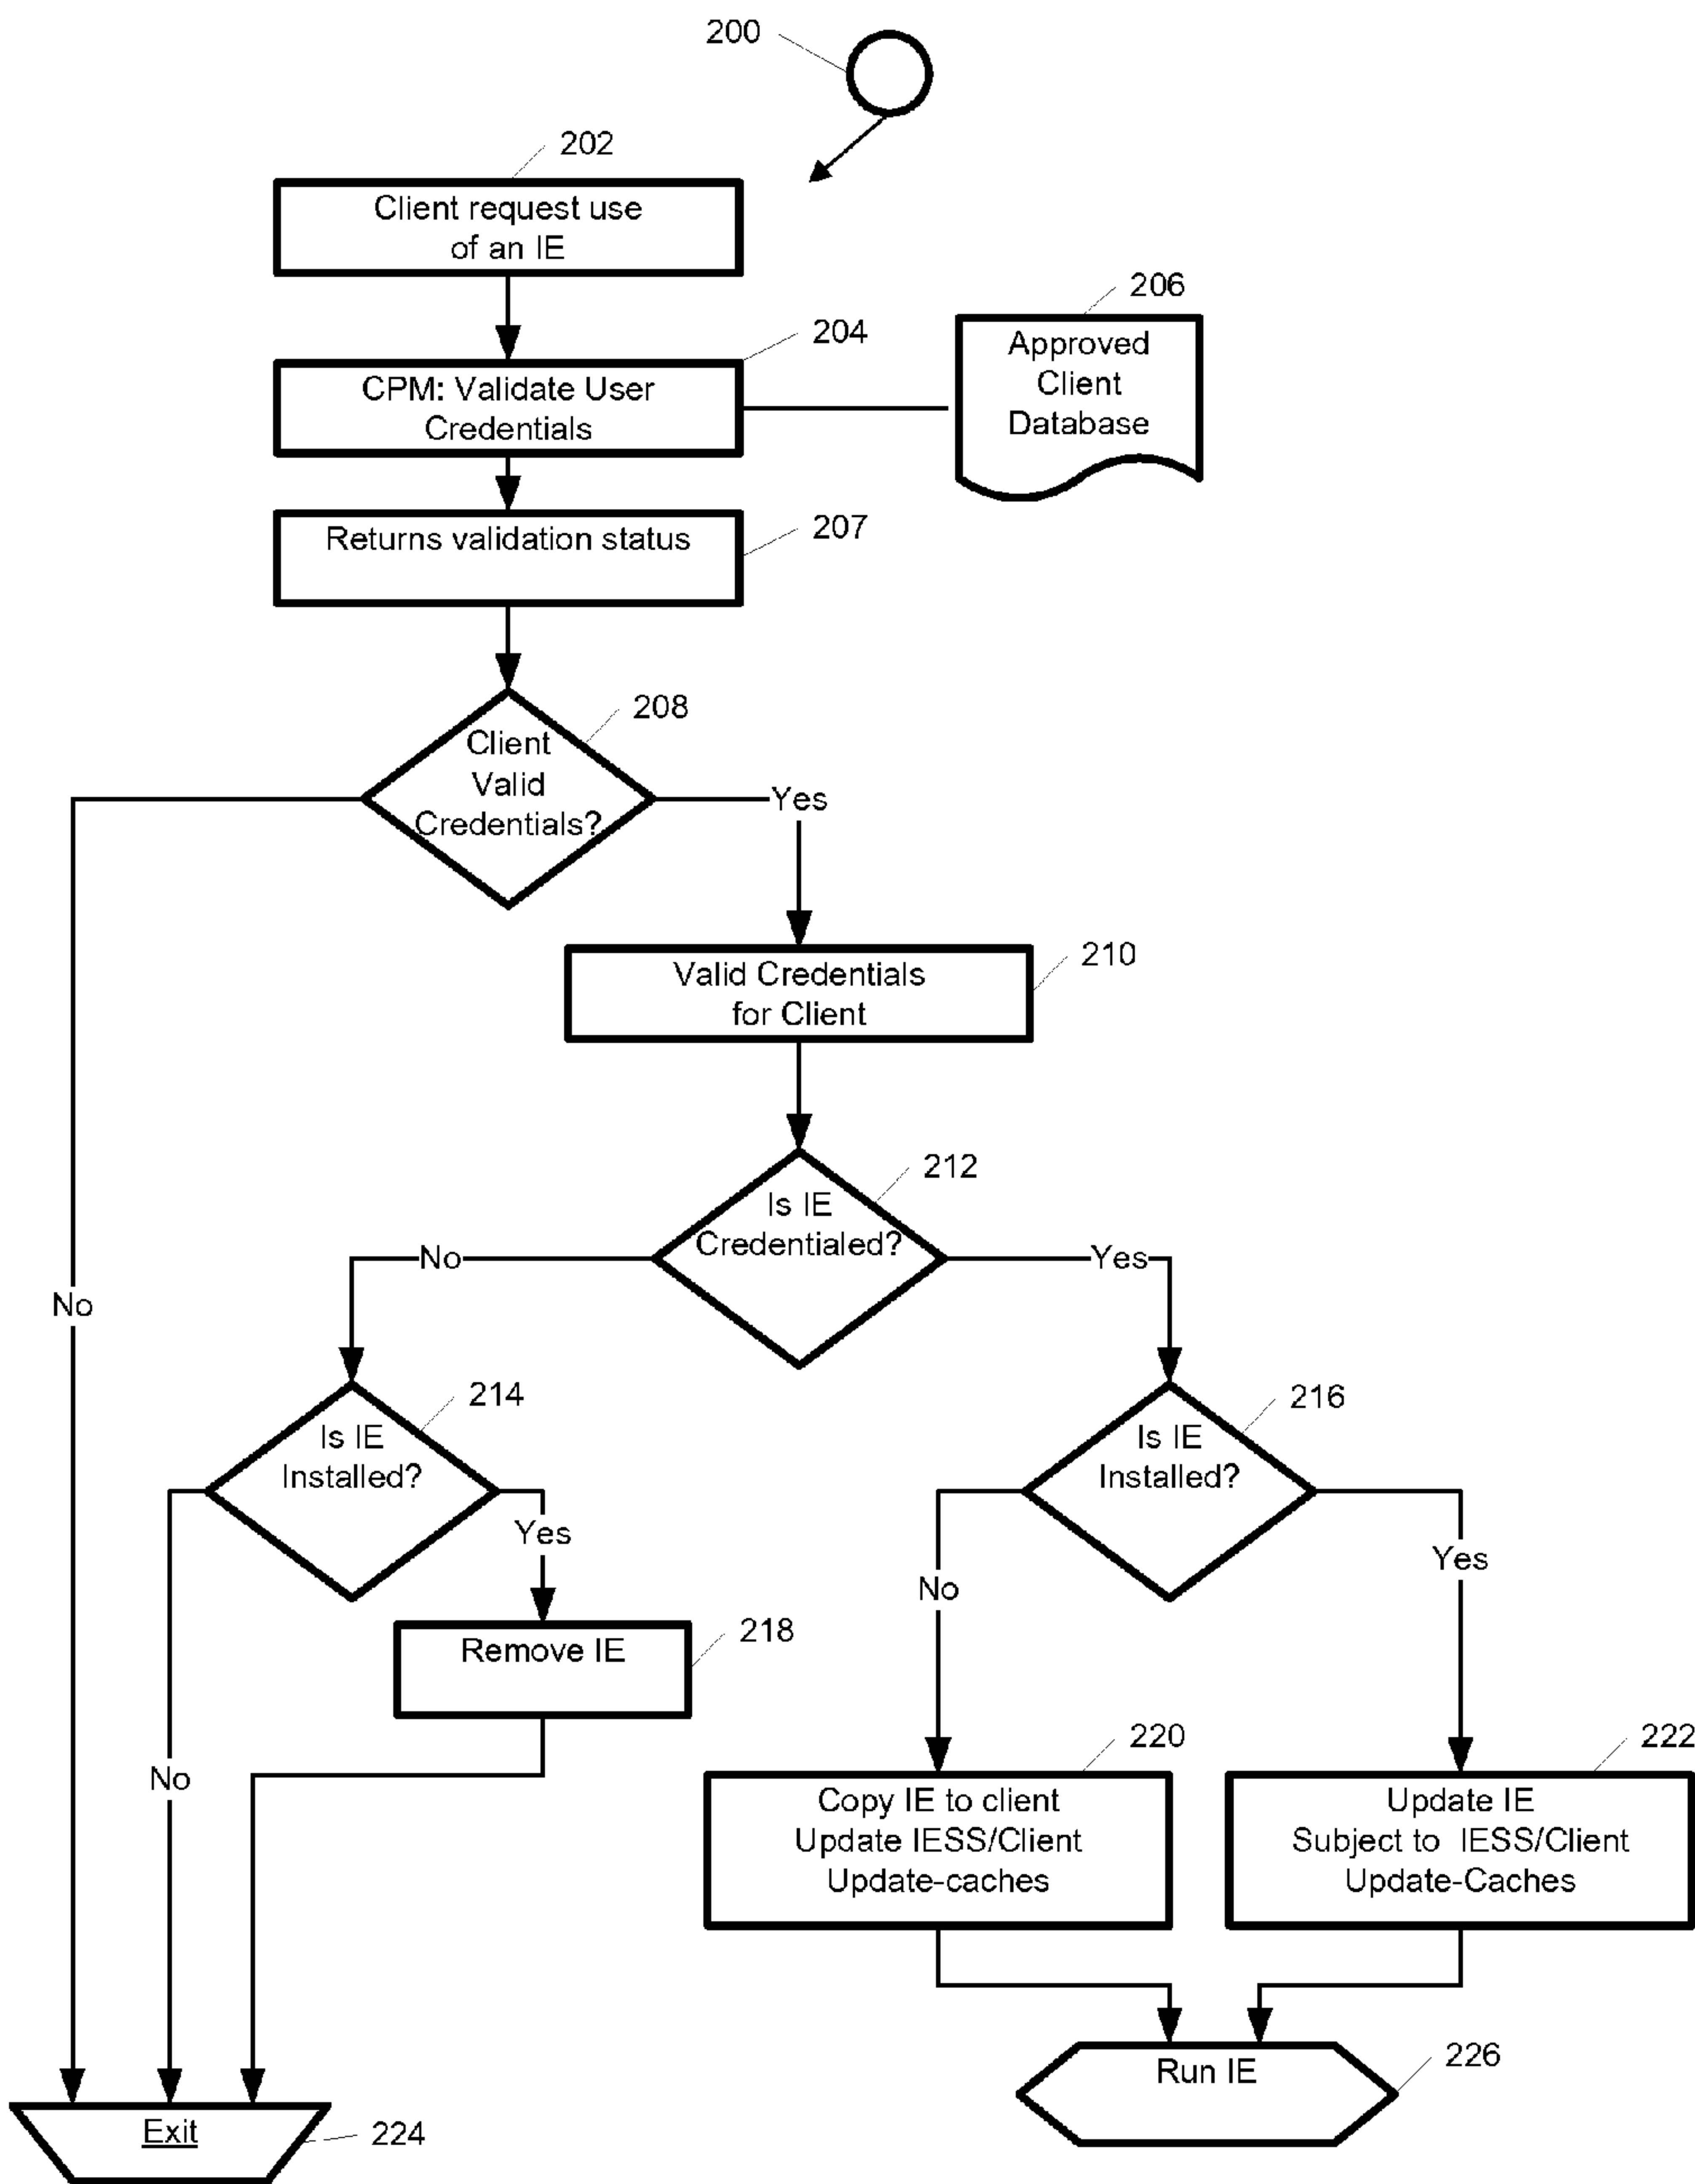 200
202
Client request use
of an IE
206
Approved
Client
Database
204
CPM: Validate User
Credentials
207
Returns validation status
208
Client
Valid
Credentials?
Yes
No
210
Valid Credentials
for Client
212
Is IE
Credentialed?
No
Yes
214
Is IE
Installed?
216
Is IE
Installed?
Yes
No
Yes
No
218
Remove IE
220
Copy IE to client
Update IESS/Client
Update-caches
222
Update IE
Subject to IESS/Client
Update-Caches
226
Run IE
224
Exit